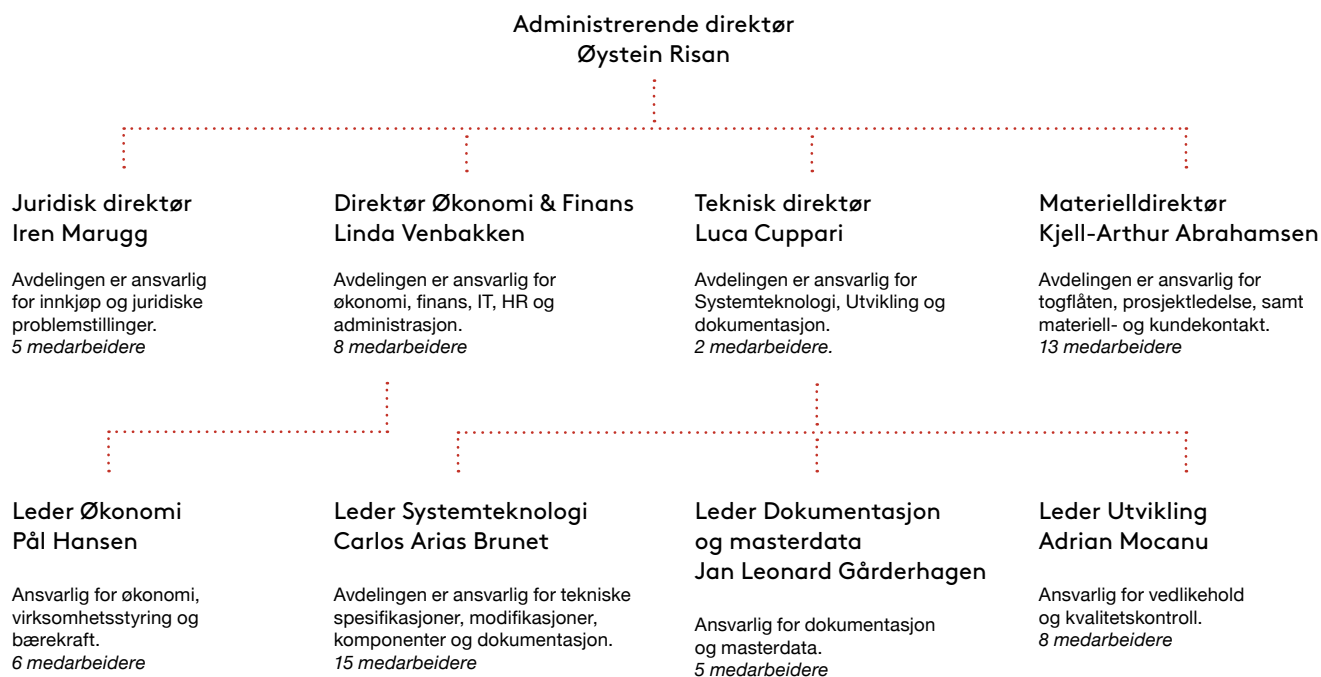 Administrerende direktør
Øystein Risan
Juridisk direktør
Iren Marugg
Avdelingen er ansvarlig
for innkjøp og juridiske
problemstillinger.
5 medarbeidere
Direktør Økonomi & Finans
Linda Venbakken
Avdelingen er ansvarlig for
økonomi, finans, IT, HR og
administrasjon.
8 medarbeidere
Teknisk direktør
Luca Cuppari
Avdelingen er ansvarlig for
Systemteknologi, Utvikling og
dokumentasjon.
2 medarbeidere.
Materielldirektør
Kjell-Arthur Abrahamsen
Avdelingen er ansvarlig for
togflåten, prosjektledelse, samt
materiell- og kundekontakt.
13 medarbeidere
Leder Økonomi
Pål Hansen
Ansvarlig for økonomi,
virksomhetsstyring og
bærekraft.
6 medarbeidere
Leder Systemteknologi
Carlos Arias Brunet
Avdelingen er ansvarlig for tekniske
spesifikasjoner, modifikasjoner,
komponenter og dokumentasjon.
15 medarbeidere
Leder Dokumentasjon
og masterdata
Jan Leonard Gårderhagen
Ansvarlig for dokumentasjon
og masterdata.
5 medarbeidere
Leder Utvikling
Adrian Mocanu
Ansvarlig for vedlikehold
og kvalitetskontroll.
8 medarbeidere